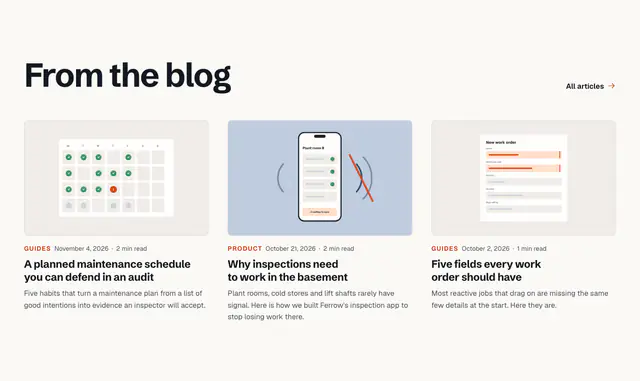 From the blog
All articles →
Plant room B
New work order
GUIDES November 4, 2026 · 2 min read
A planned maintenance schedule
you can defend in an audit
Five habits that turn a maintenance plan from a list of
good intentions into evidence an inspector will accept.
PRODUCT October 21, 2026 · 2 min read
Why inspections need
to work in the basement
Plant rooms, cold stores and lift shafts rarely have
signal. Here is how we built Ferrow's inspection app to
stop losing work there.
GUIDES October 2, 2026 · 1 min read
Five fields every work
order should have
Most reactive jobs that drag on are missing the same
few details at the start. Here they are.